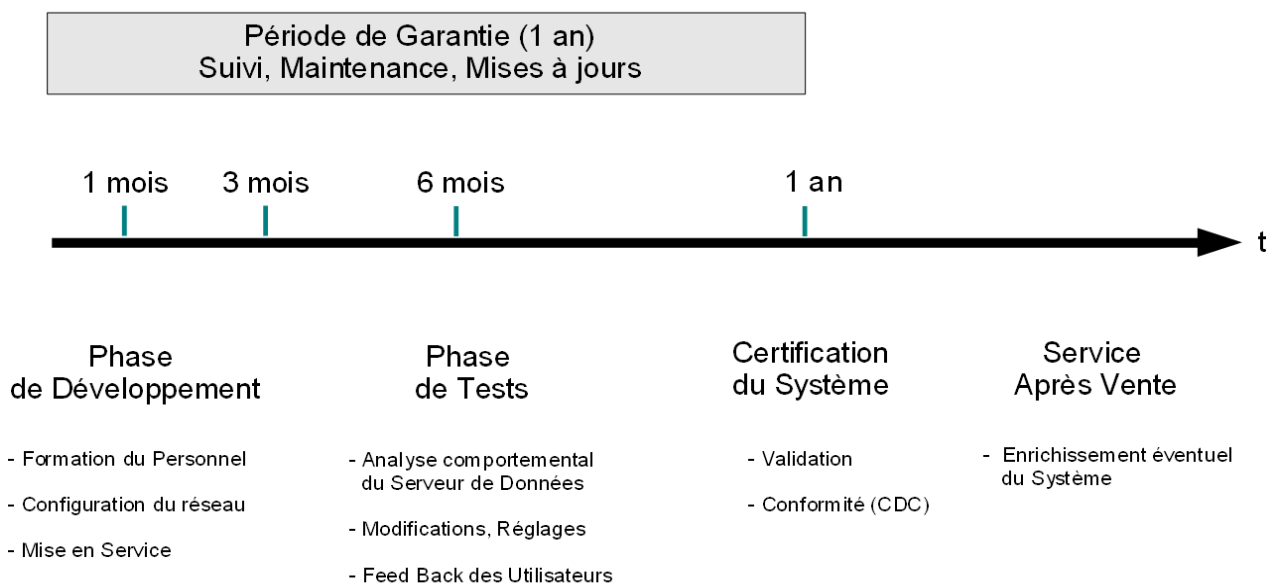 Période de Garantie (1 an)
Suivi, Maintenance, Mises à jours
1 mois
3 mois
6 mois
1 an
t
Phase
de Développement
- Formation du Personnel
- Configuration du réseau
- Mise en Service
Phase
de Tests
- Analyse comportemental
du Serveur de Données
- Modifications, Réglages
- Feed Back des Utilisateurs
Certification
du Système
- Validation
- Conformité (CDC)
Service
Après Vente
- Enrichissement éventuel
du Système